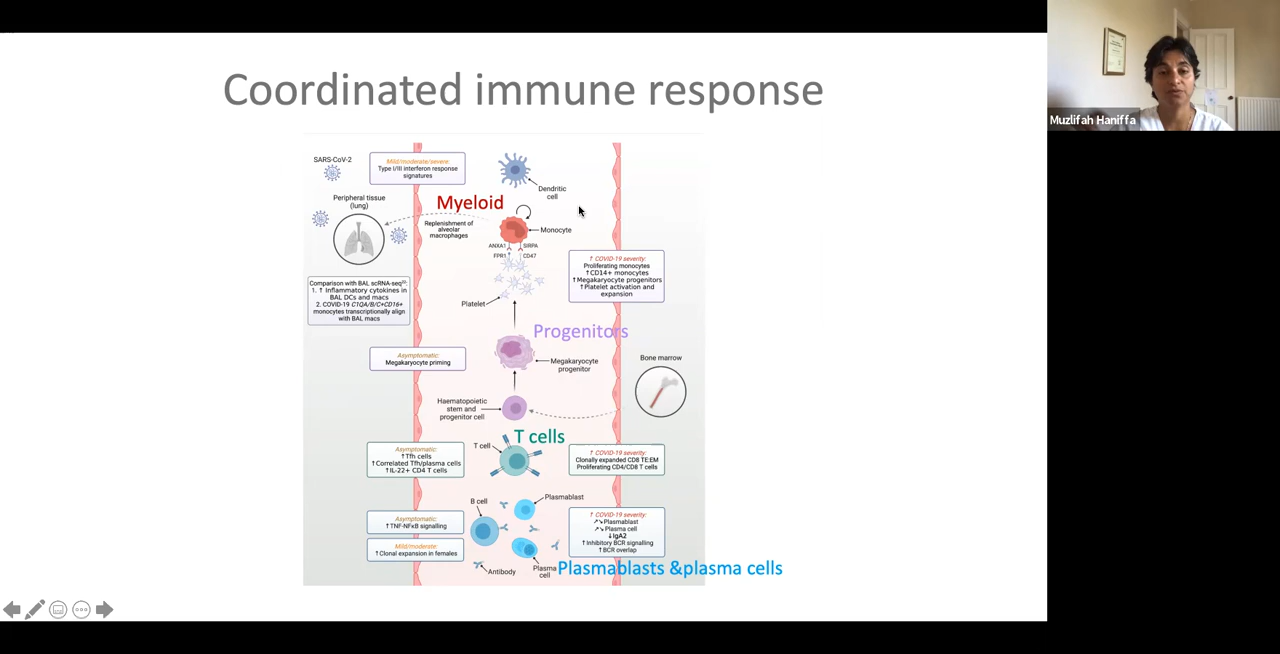 Coordinated immune response
Muzlifah Haniffa
SARS-CoV-2
Mild/moderate/severe:
Type I/III interferon response
signatures
Dendritic
cell
Peripheral tissue
(lung)
Myeloid
Replenishment of
alveolar
macrophages
Monocyte
ANXA1
SIRPA
FPR1
CD47
↑ COVID-19 severity:
Proliferating monocytes
↑CD14+ monocytes
↑Megakaryocyte progenitors
↑Platelet activation and
expansion
Comparison with BAL scRNA-seq
1. ↑ Inflammatory cytokines in
BAL DCs and macs
2. COVID-19 C1QA/B/C+CD16+
monocytes transcriptionally align
with BAL macs
Platelet
Progenitors
Asymptomatic:
Megakaryocyte priming
Megakaryocyte
progenitor
Bone marrow
Haematopoietic
stem and
progenitor cell
T cells
T cell
Asymptomatic:
↑Tfh cells
↑Correlated Tfh/plasma cells
↑IL-22+ CD4 T cells
↑ COVID-19 severity:
Clonally expanded CD8 TE:EM
Proliferating CD4/CD8 T cells
B cell
Plasmablast
Asymptomatic:
↑TNF-NFκB signalling
Mild/moderate:
↑Clonal expansion in females
↑ COVID-19 severity:
↗↘Plasmablast
↗↘Plasma cell
↓IgA2
↑Inhibitory BCR signalling
↑BCR overlap
Antibody
Plasma
cell
Plasmablasts &plasma cells